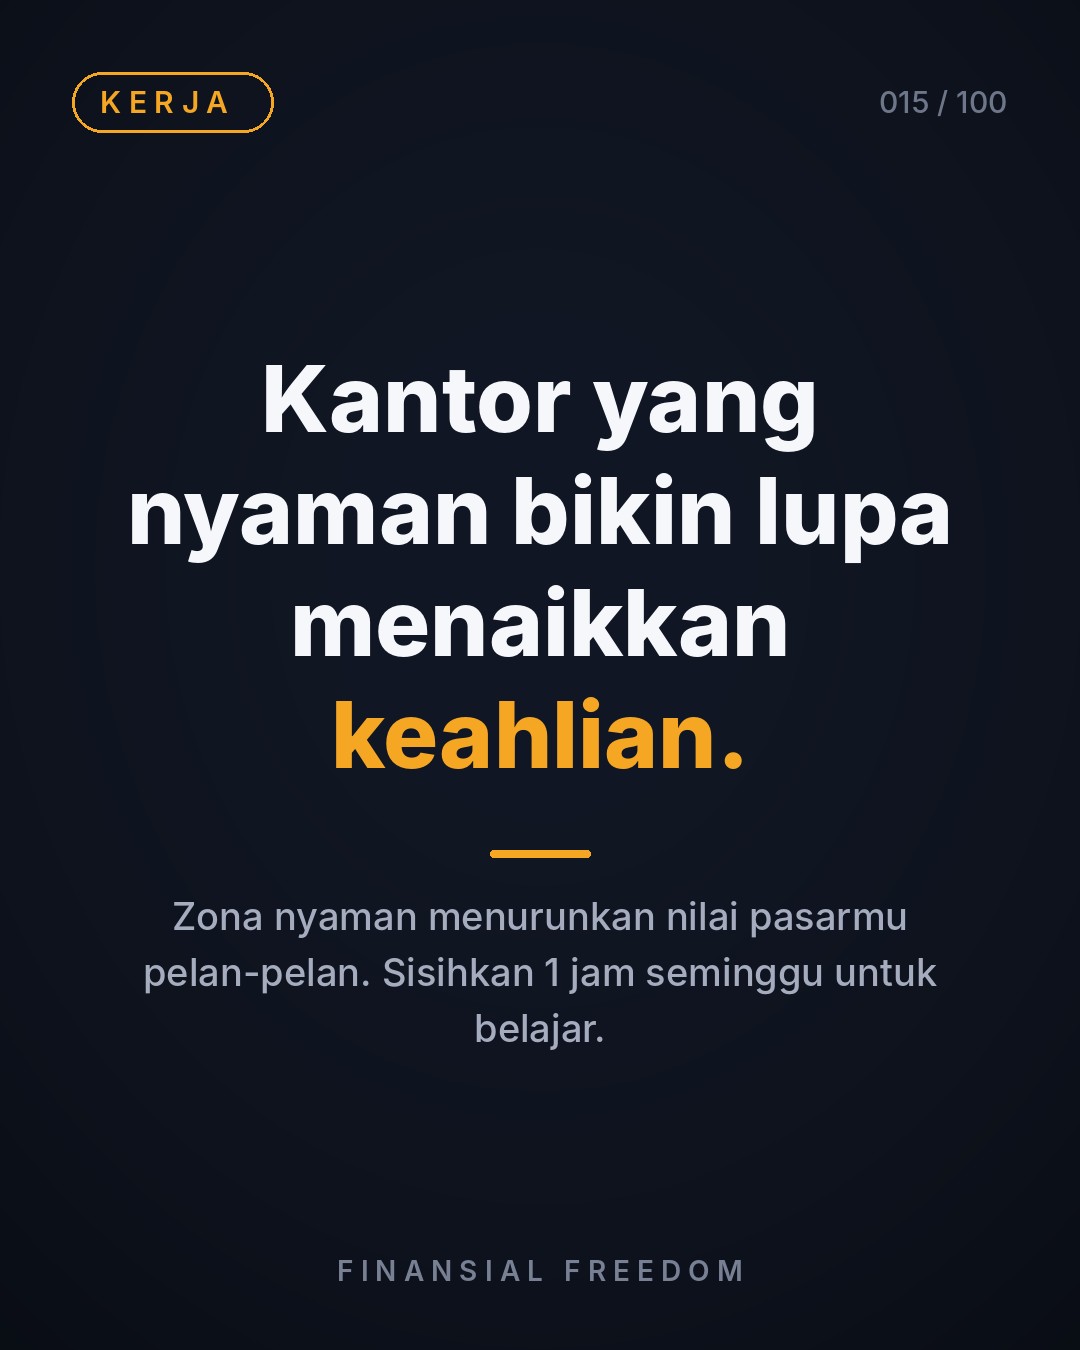 KERJA
015 / 100
Kantor yang
nyaman bikin lupa
menaikkan
keahlian.
Zona nyaman menurunkan nilai pasarmu
pelan-pelan. Sisihkan 1 jam seminggu untuk
belajar.
FINANSIAL FREEDOM